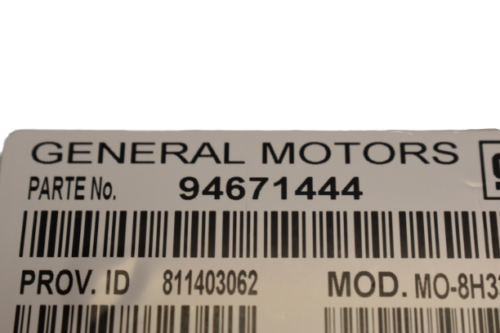 GENERAL MOTORS
PARTE No. 94671444
PROV. ID 811403062 MOD. MO-8H3